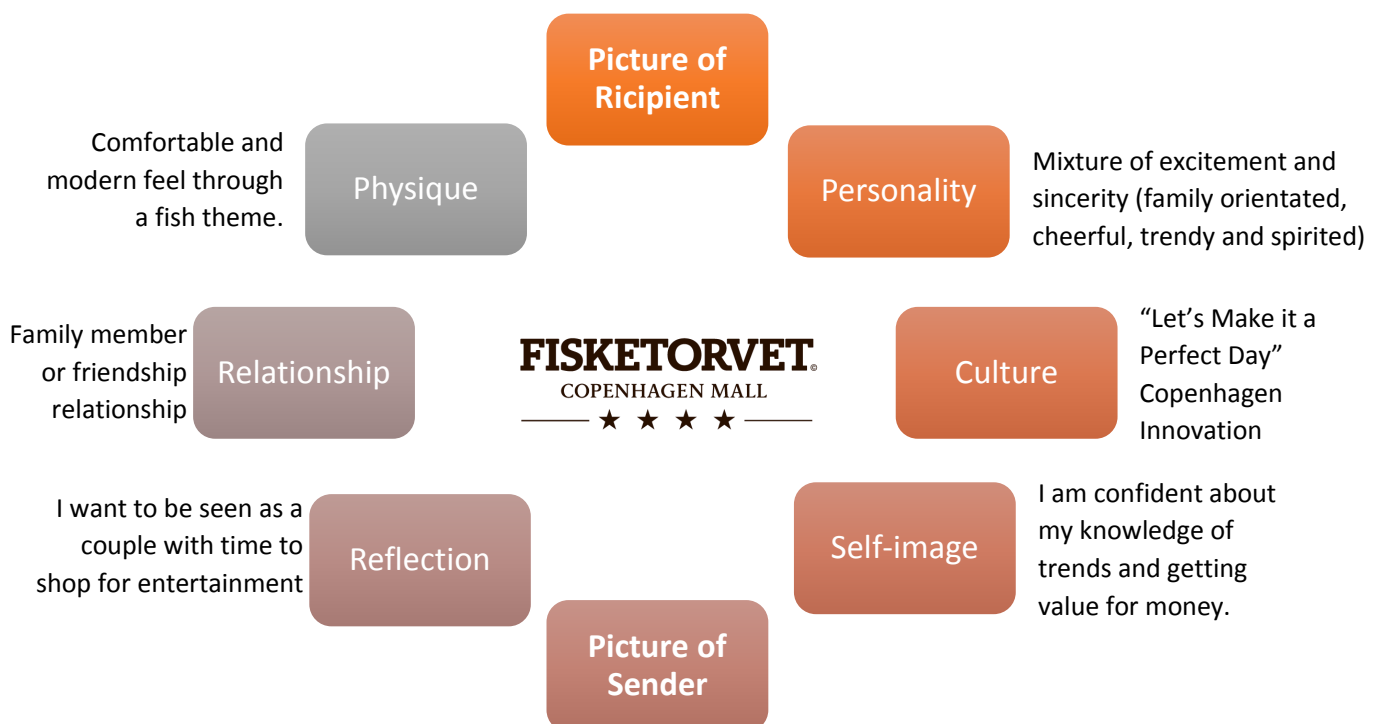 Picture of
Ricipient
Comfortable and
modern feel through
a fish theme.
Physique
Personality
Mixture of excitement and
sincerity (family orientated,
cheerful, trendy and spirited)
Family member
or friendship
relationship
Relationship
FISKETORVET©
COPENHAGEN MALL
Culture
“Let’s Make it a
Perfect Day”
Copenhagen
Innovation
I want to be seen as a
couple with time to
shop for entertainment
Reflection
Self-image
I am confident about
my knowledge of
trends and getting
value for money.
Picture of
Sender